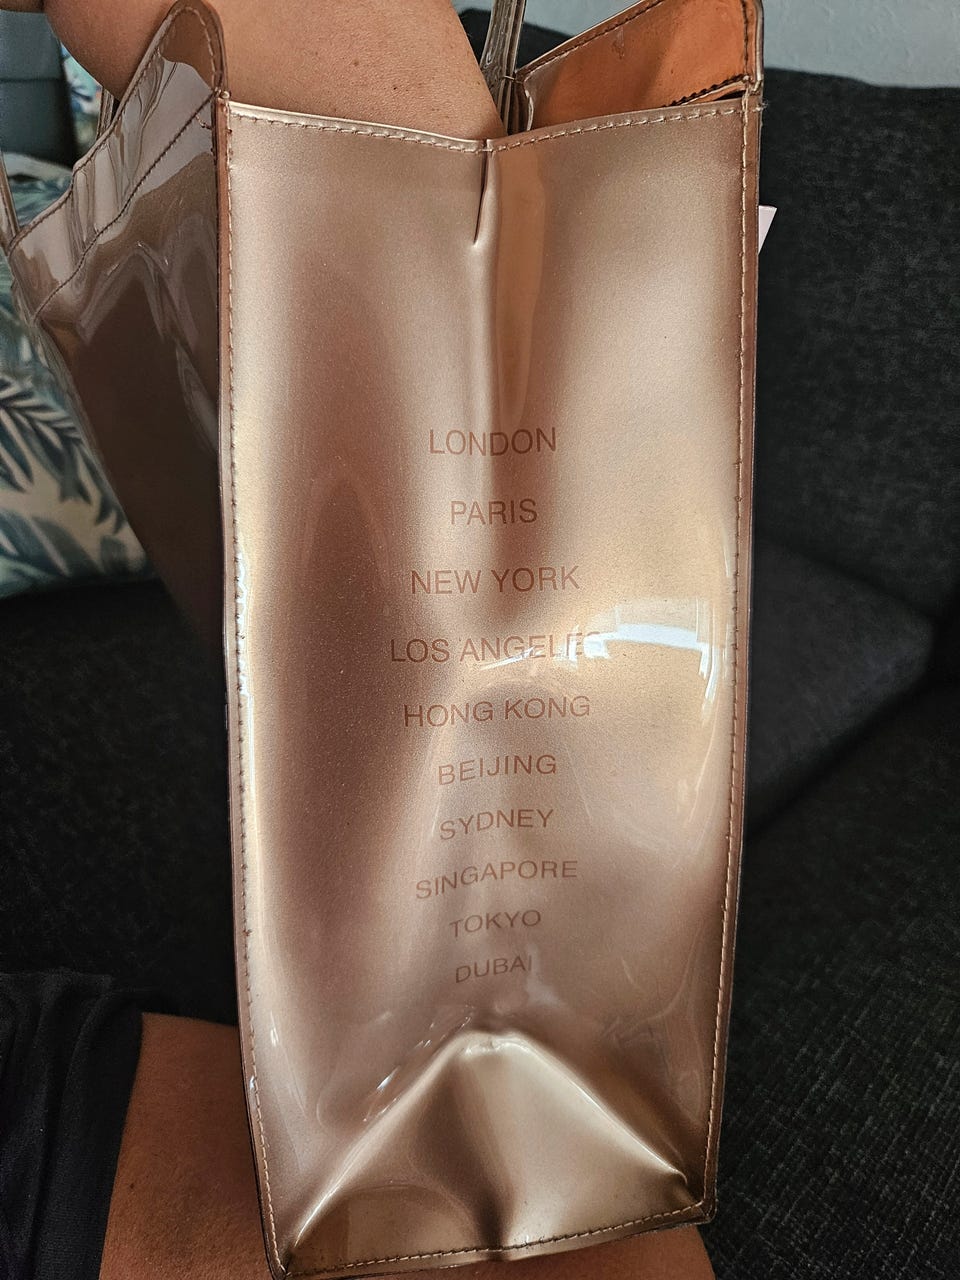 LONDON
PARIS
NEW YORK
LOS ANGELES
HONG KONG
BEIJING
SYDNEY
SINGAPORE
TOKYO
DUBAI